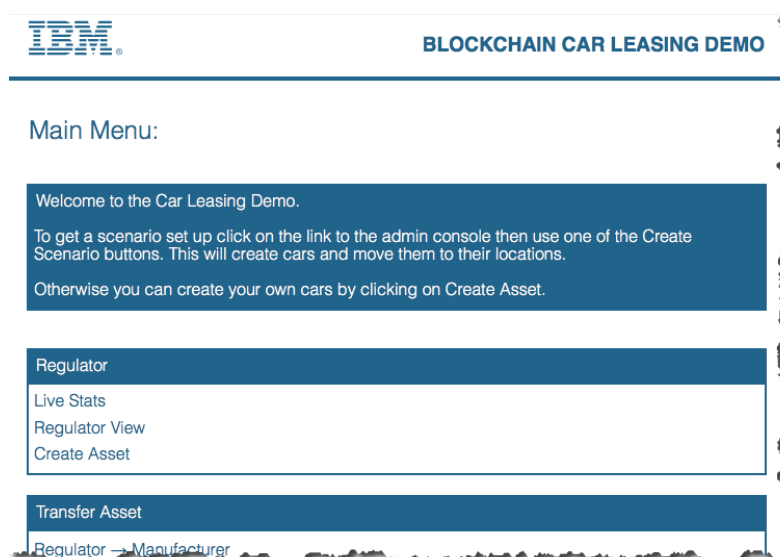 IBM.
BLOCKCHAIN CAR LEASING DEMO
Main Menu:
Welcome to the Car Leasing Demo.
To get a scenario set up click on the link to the admin console then use one of the Create
Scenario buttons. This will create cars and move them to their locations.
Otherwise you can create your own cars by clicking on Create Asset.
Regulator
Live Stats
Regulator View
Create Asset
Transfer Asset
Regulator → Manufacturer